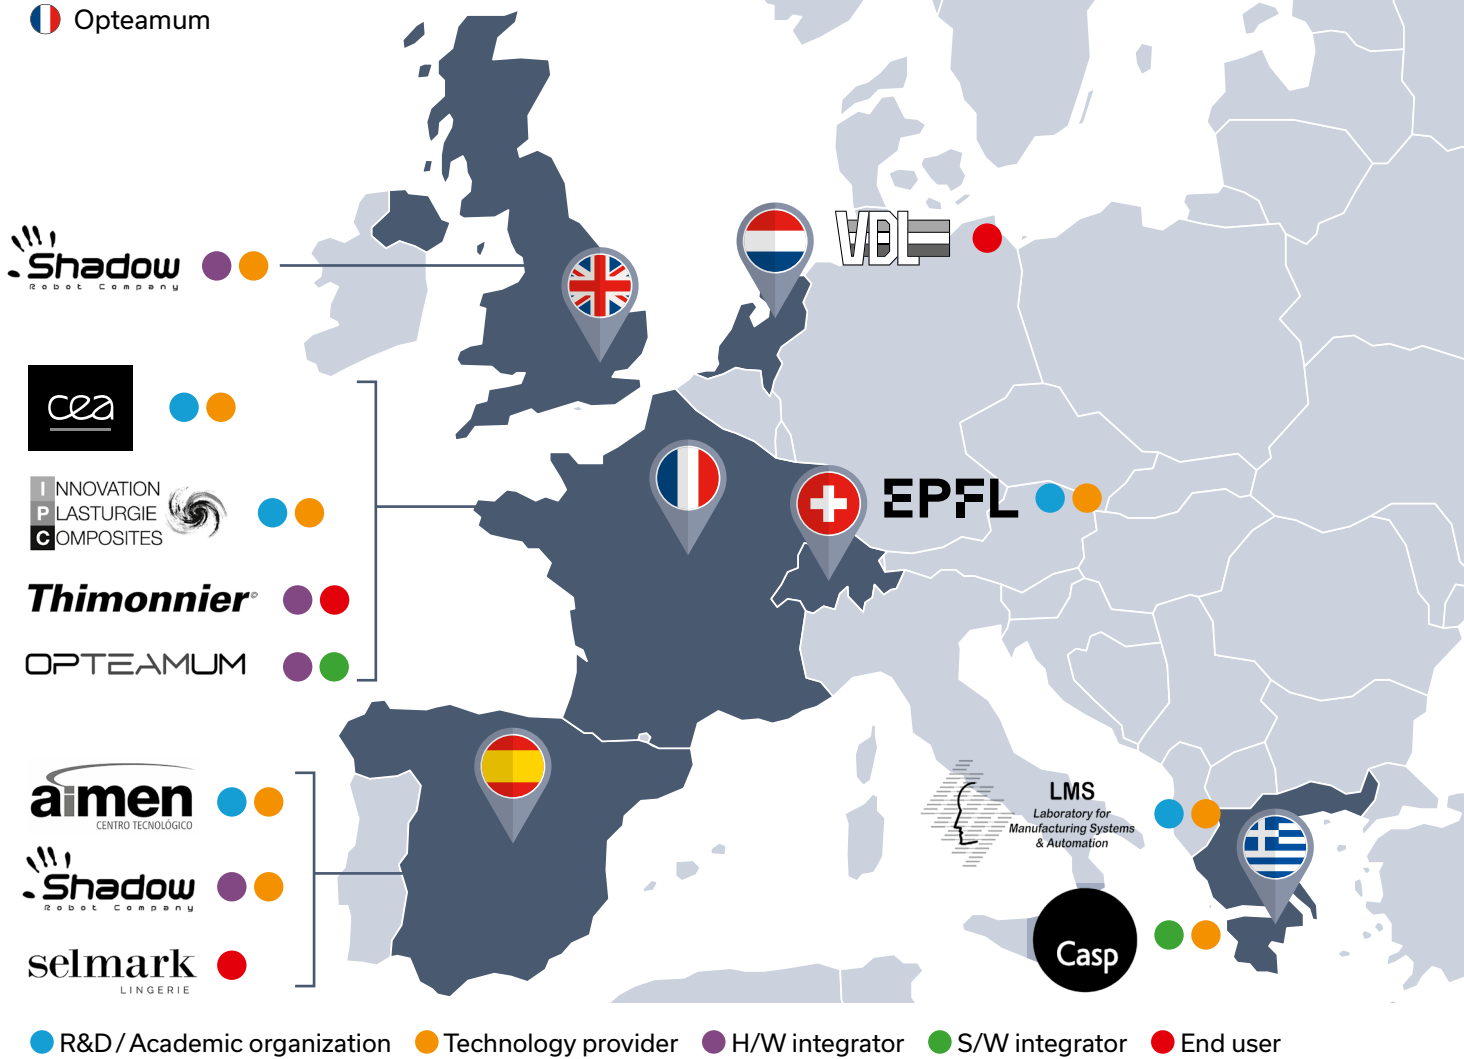 Opteamum
VDL
Shadow
Robot Company
cea
INNOVATION
PLASTURGIE
COMPOSITES
EPFL
Thimonnier©
OPTEAMUM
aimen
CENTRO TECNOLÓGICO
LMS
Laboratory for
Manufacturing Systems
& Automation
Shadow
Robot Company
Casp
selmark
LINGERIE
R&D / Academic organization
Technology provider
H/W integrator
S/W integrator
End user